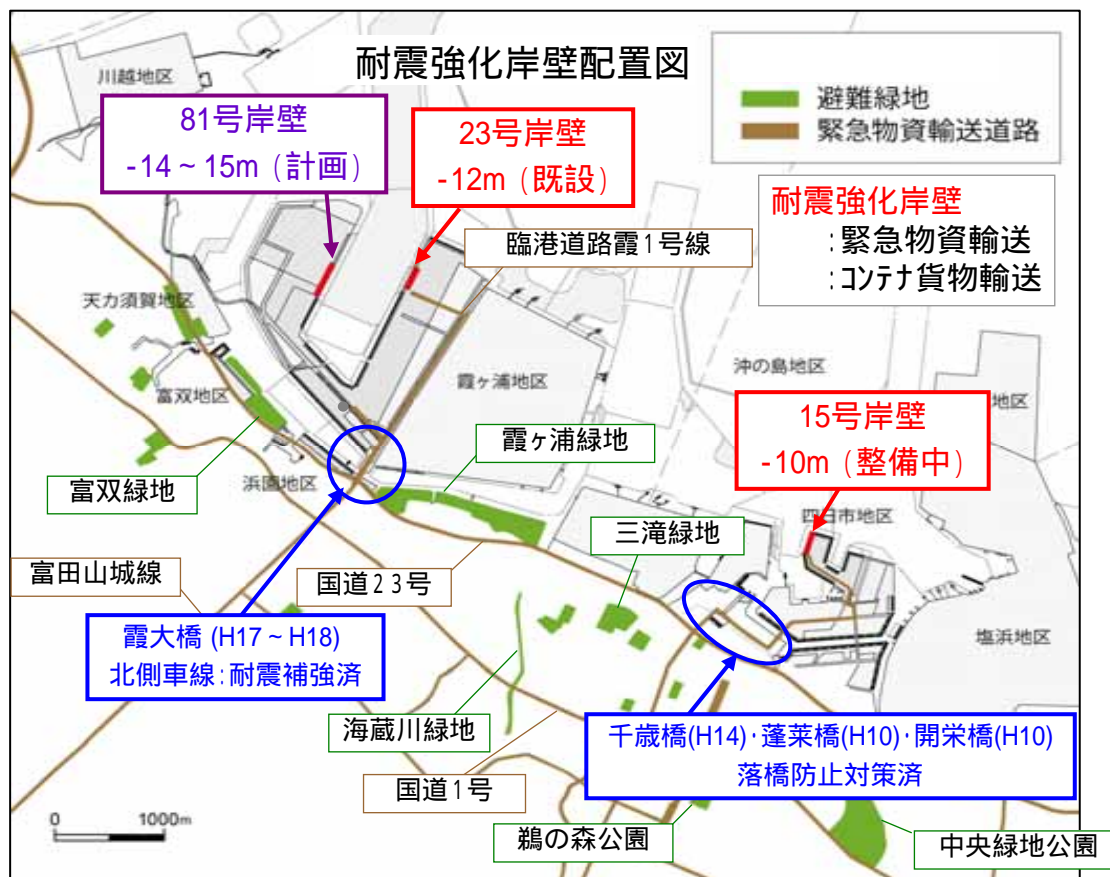 耐震強化岸壁配置図
川越地区
避難緑地
緊急物資輸送道路
81号岸壁
-14～15m (計画)
23号岸壁
-12m (既設)
耐震強化岸壁
:緊急物資輸送
:コンテナ貨物輸送
臨港道路霞1号線
天力須賀地区
富双地区
霞ヶ浦地区
沖の島地区
地区
15号岸壁
-10m (整備中)
霞ヶ浦緑地
富双緑地
浜園地区
四日市地区
三滝緑地
富田山城線
国道23号
霞大橋 (H17～H18)
北側車線:耐震補強済
塩浜地区
海蔵川緑地
千歳橋(H14)･蓬莱橋(H10)･開栄橋(H10)
落橋防止対策済
国道1号
0 1000m
鵜の森公園
中央緑地公園